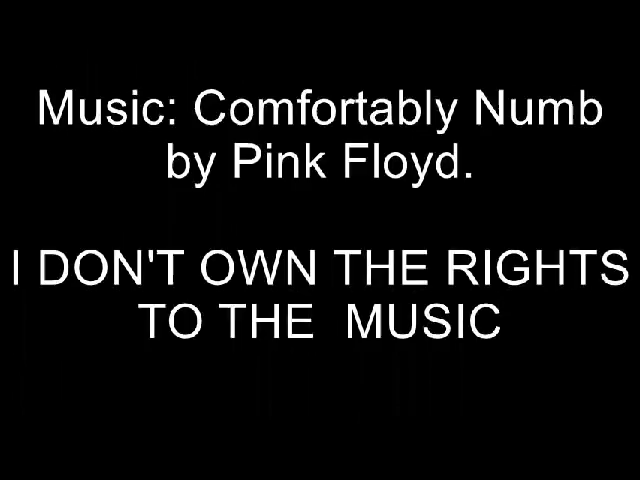 Music: Comfortably Numb
by Pink Floyd.
I DON'T OWN THE RIGHTS
TO THE  MUSIC